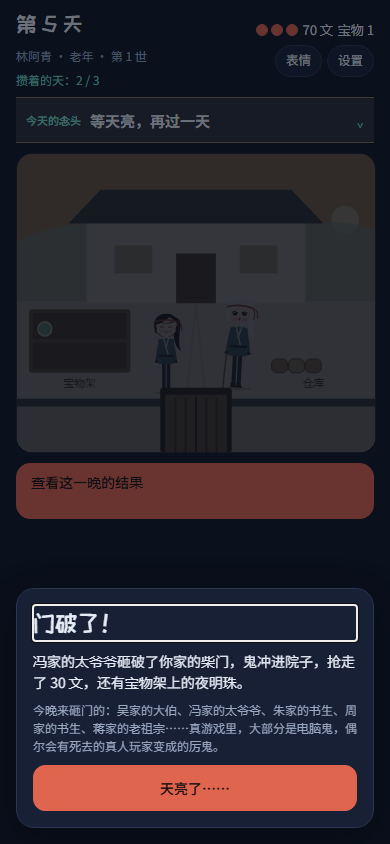 第 5 天
70 文 宝物 1
林阿青 · 老年 · 第 1 世
表情
设置
攒着的天：2 / 3
今天的念头 等天亮，再过一天
宝物架
仓库
查看这一晚的结果
门破了！
冯家的太爷爷砸破了你家的柴门，鬼冲进院子，抢走
了 30 文，还有宝物架上的夜明珠。
今晚来砸门的：吴家的大伯、冯家的太爷爷、朱家的书生、周
家的书生、蒋家的老祖宗……真游戏里，大部分是电脑鬼，偶
尔会有死去的真人玩家变成的厉鬼。
天亮了……